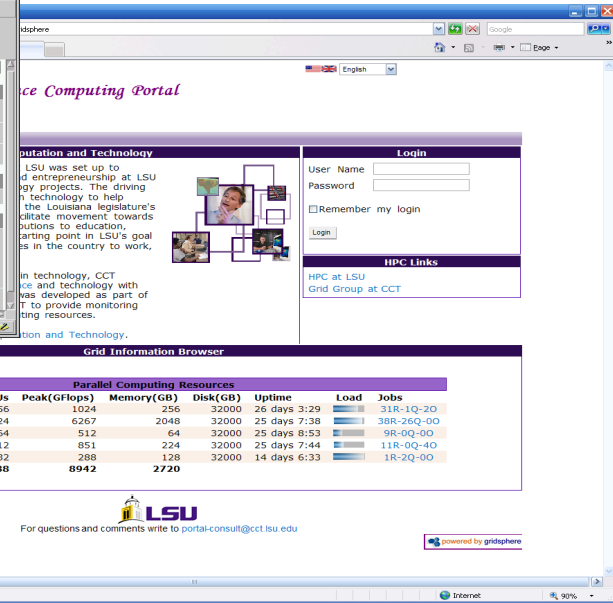 idsphere
Google
Page
English
ce Computing Portal
putation and Technology
LSU was set up to
d entrepreneurship at LSU
gy projects. The driving
n technology to help
the Louisiana legislature's
cilitate movement towards
butions to education,
tarting point in LSU's goal
es in the country to work,
in technology, CCT
ce and technology with
was developed as part of
T to provide monitoring
ting resources.
ation and Technology.
Login
User Name
Password
Remember my login
Login
HPC Links
HPC at LSU
Grid Group at CCT
Grid Information Browser
Parallel Computing Resources
Us Peak(GFlops) Memory(GB) Disk(GB) Uptime Load Jobs
56 1024 256 32000 26 days 3:29 31R-1Q-2O
24 6267 2048 32000 25 days 7:38 38R-26Q-0O
64 512 64 32000 25 days 8:53 9R-0Q-0O
12 851 224 32000 25 days 7:44 11R-0Q-4O
32 288 128 32000 14 days 6:33 1R-2Q-0O
88 8942 2720
LSU
For questions and comments write to portal-consult@cct.lsu.edu
powered by gridsphere
Internet
90%